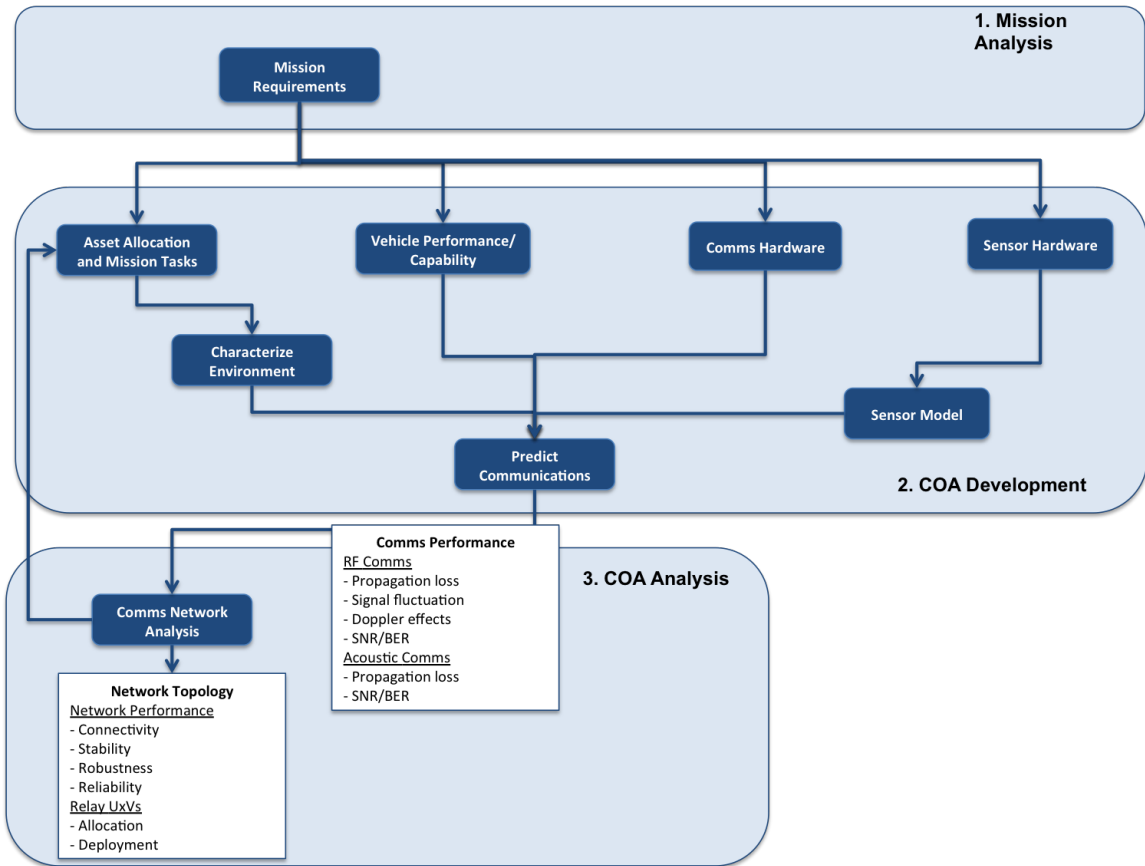 1. Mission
Analysis
Mission
Requirements
Asset Allocation
and Mission Tasks
Vehicle Performance/
Capability
Comms Hardware
Sensor Hardware
Characterize
Environment
Sensor Model
Predict
Communications
2. COA Development
Comms Performance
RF Comms
- Propagation loss
- Signal fluctuation
- Doppler effects
- SNR/BER
Acoustic Comms
- Propagation loss
- SNR/BER
3. COA Analysis
Comms Network
Analysis
Network Topology
Network Performance
- Connectivity
- Stability
- Robustness
- Reliability
Relay UxVs
- Allocation
- Deployment